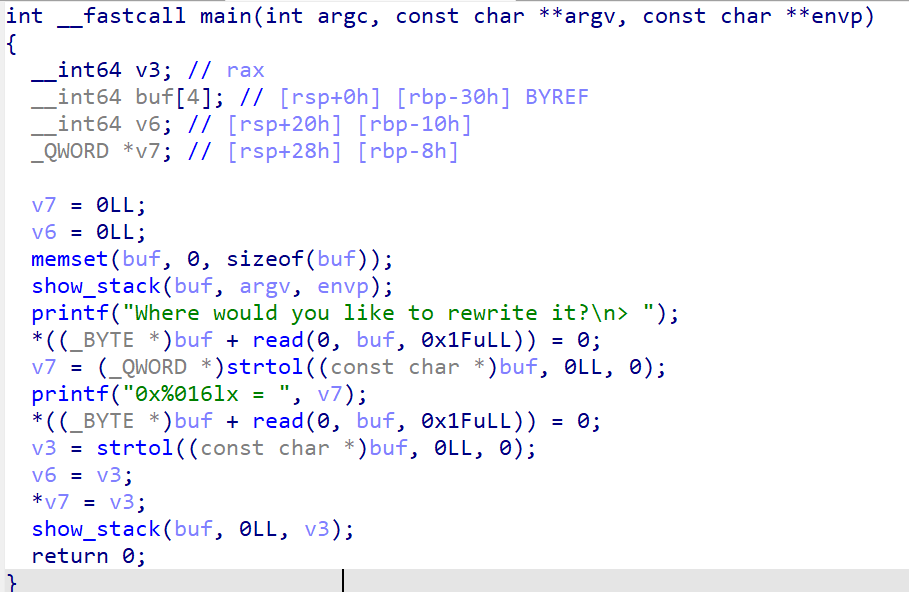 int __fastcall main(int argc, const char **argv, const char **envp)
{
  __int64 v3; // rax
  __int64 buf[4]; // [rsp+0h] [rbp-30h] BYREF
  __int64 v6; // [rsp+20h] [rbp-10h]
  _QWORD *v7; // [rsp+28h] [rbp-8h]

  v7 = 0LL;
  v6 = 0LL;
  memset(buf, 0, sizeof(buf));
  show_stack(buf, argv, envp);
  printf("Where would you like to rewrite it?\n> ");
  *((_BYTE *)buf + read(0, buf, 0x1FuLL)) = 0;
  v7 = (_QWORD *)strtol((const char *)buf, 0LL, 0);
  printf("0x%016lx = ", v7);
  *((_BYTE *)buf + read(0, buf, 0x1FuLL)) = 0;
  v3 = strtol((const char *)buf, 0LL, 0);
  v6 = v3;
  *v7 = v3;
  show_stack(buf, 0LL, v3);
  return 0;
}